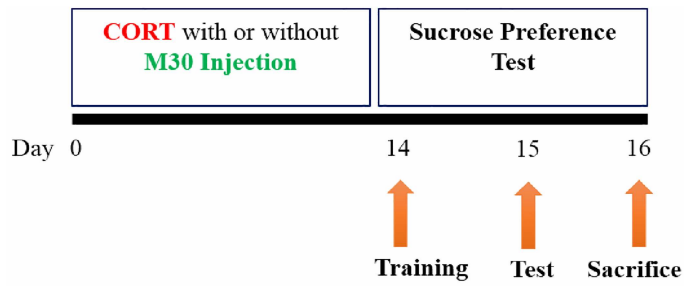 CORT with or without
M30 Injection
Sucrose Preference
Test
Day 0 14 15 16
Training Test Sacrifice